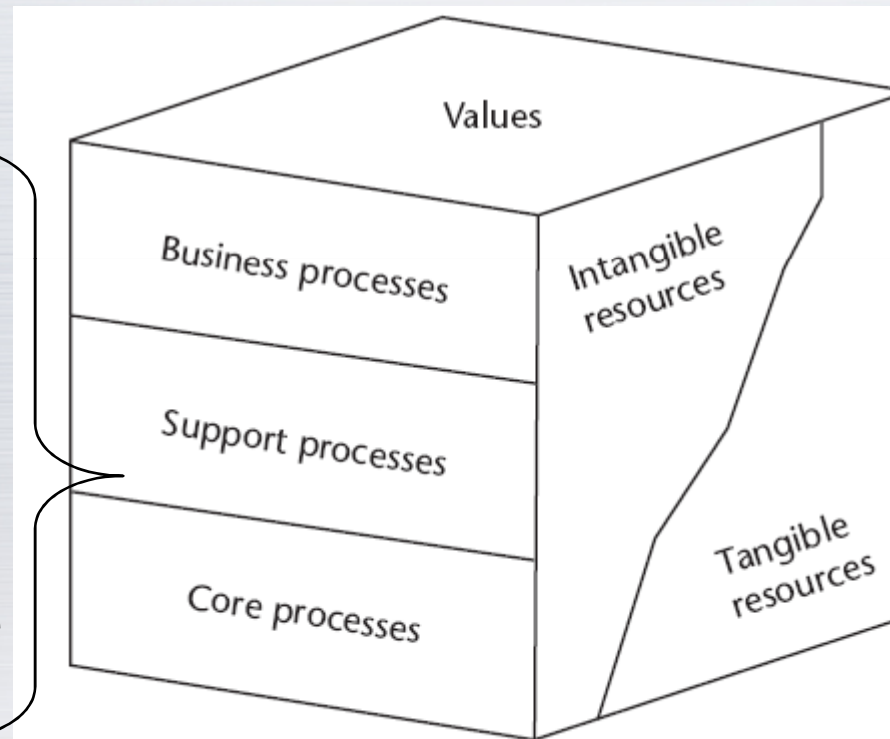 Values
Business processes
Support processes
Core processes
Intangible
resources
Tangible
resources